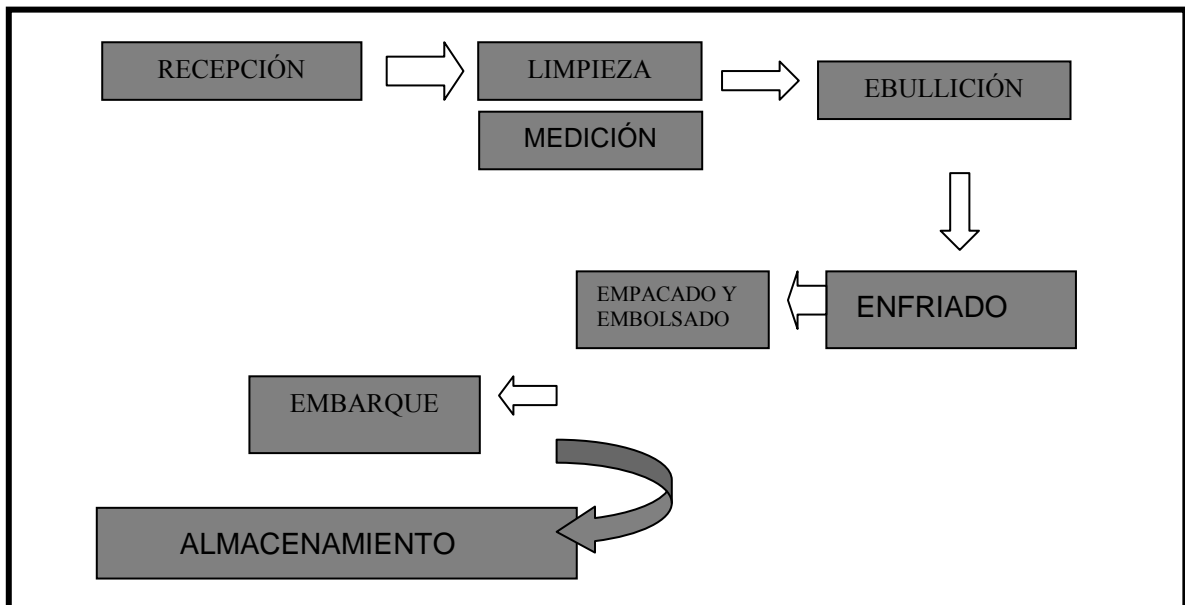 RECEPCIÓN
LIMPIEZA
EBULLICIÓN
MEDICIÓN
EMPACADO Y
EMBOLSADO
ENFRIADO
EMBARQUE
ALMACENAMIENTO